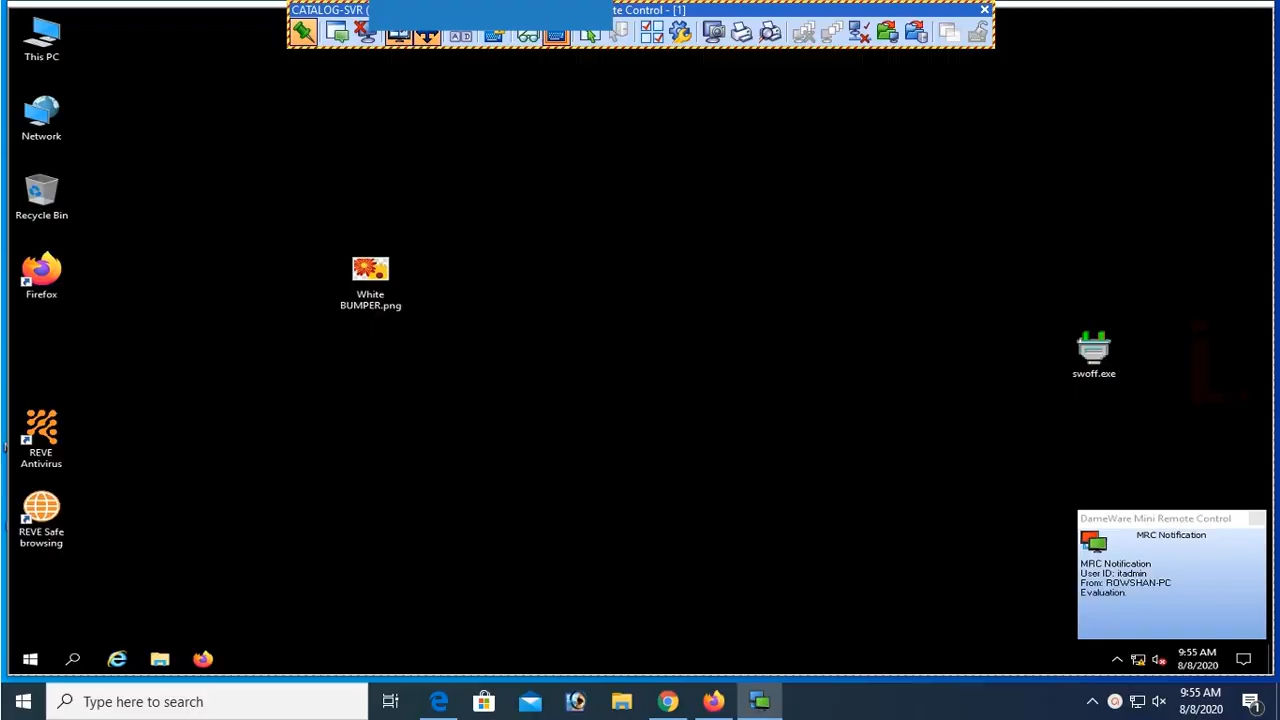 CATALOG-SVR (
te Control - [1]
This PC
Network
Recycle Bin
Firefox
White
BUMPER.png
swoff.exe
REVE
Antivirus
REVE Safe
browsing
DameWare Mini Remote Control
MRC Notification
MRC Notification
User ID: itadmin
From: ROWSHAN-PC
Evaluation.
9:55 AM
8/8/2020
Type here to search
9:55 AM
8/8/2020
1